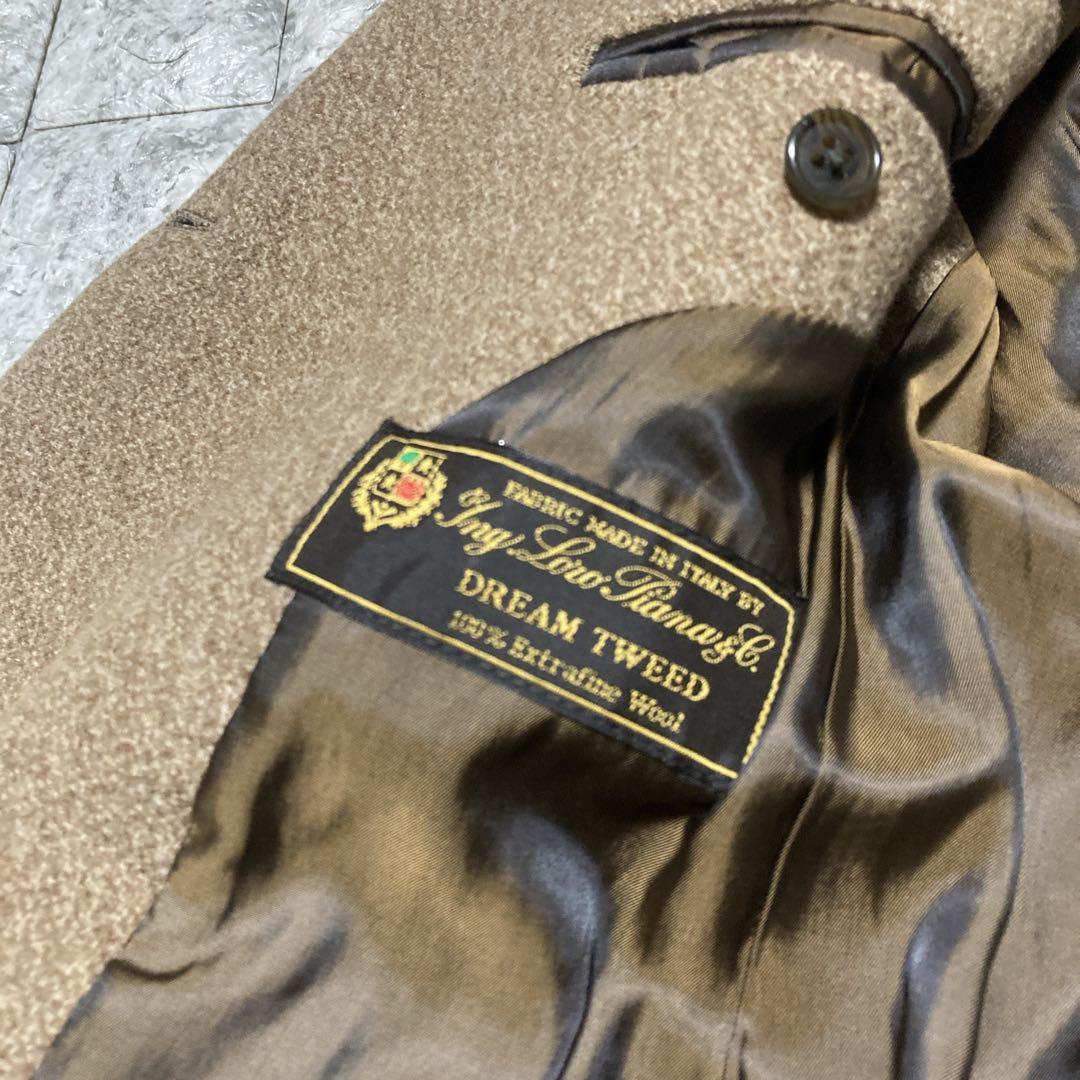 FABRIC MADE IN ITALY BY
Ing. Loro Piana & C.
DREAM TWEED
100% Extrafine Wool